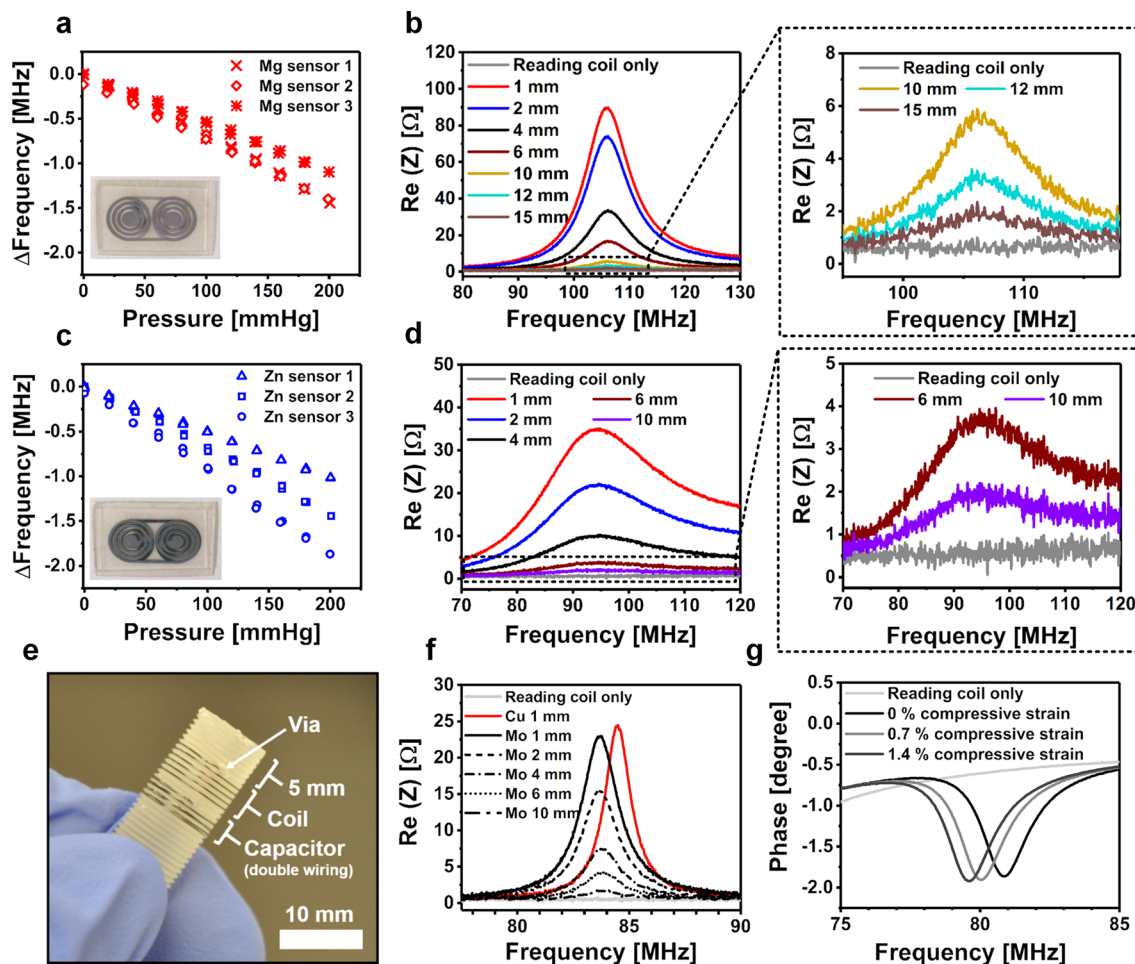 a
0.0
-0.5
-1.0
-1.5
-2.0
ΔFrequency [MHz]
Mg sensor 1
Mg sensor 2
Mg sensor 3
0 40 80 120 160 200
Pressure [mmHg]
b
120
100
80
60
40
20
0
Re (Z) [Ω]
Reading coil only
1 mm
2 mm
4 mm
6 mm
10 mm
12 mm
15 mm
80 90 100 110 120 130
Frequency [MHz]
8
6
4
2
0
Re (Z) [Ω]
Reading coil only
10 mm 12 mm
15 mm
100 110
Frequency [MHz]
c
0.0
-0.5
-1.0
-1.5
-2.0
ΔFrequency [MHz]
Zn sensor 1
Zn sensor 2
Zn sensor 3
0 40 80 120 160 200
Pressure [mmHg]
d
50
40
30
20
10
0
Re (Z) [Ω]
Reading coil only
1 mm 6 mm
2 mm 10 mm
4 mm
70 80 90 100 110 120
Frequency [MHz]
5
4
3
2
1
0
Re (Z) [Ω]
Reading coil only
6 mm 10 mm
70 80 90 100 110 120
Frequency [MHz]
e
Via
5 mm
Coil
Capacitor
(double wiring)
10 mm
f
30
25
20
15
10
5
0
Re (Z) [Ω]
Reading coil only
Cu 1 mm
Mo 1 mm
Mo 2 mm
Mo 4 mm
Mo 6 mm
Mo 10 mm
80 85 90
Frequency [MHz]
g
0.5
0.0
-0.5
-1.0
-1.5
-2.0
Phase [degree]
Reading coil only
0 % compressive strain
0.7 % compressive strain
1.4 % compressive strain
75 80 85
Frequency [MHz]